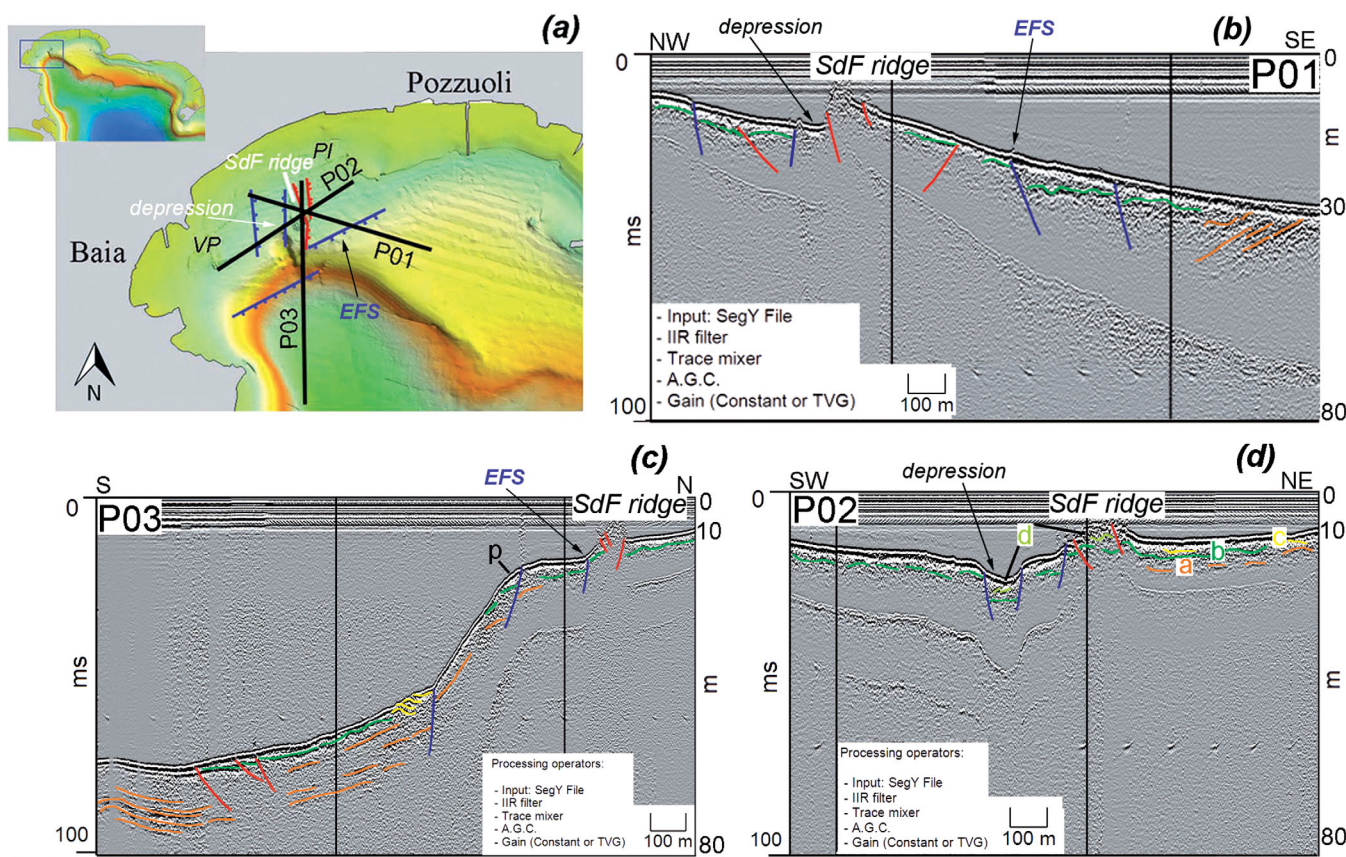 (a)
Pozzuoli
SdF ridge
PI
P02
depression
Baia
VP
P01
EFS
P03
N
(b)
NW
depression
EFS
SE
SdF ridge
P01
0
0
m
30
ms
- Input: SegY File
- IIR filter
- Trace mixer
- A.G.C.
- Gain (Constant or TVG)
100 m
100
80
(c)
S
EFS
N
SdF ridge
P03
0
0
10
p
ms
m
Processing operators:
- Input: SegY File
- IIR filter
- Trace mixer
- A.G.C.
- Gain (Constant or TVG)
100 m
100
80
(d)
SW
depression
NE
SdF ridge
P02
0
0
10
d
c
b
a
ms
m
Processing operators:
- Input: SegY File
- IIR filter
- Trace mixer
- A.G.C.
- Gain (Constant or TVG)
100 m
100
80